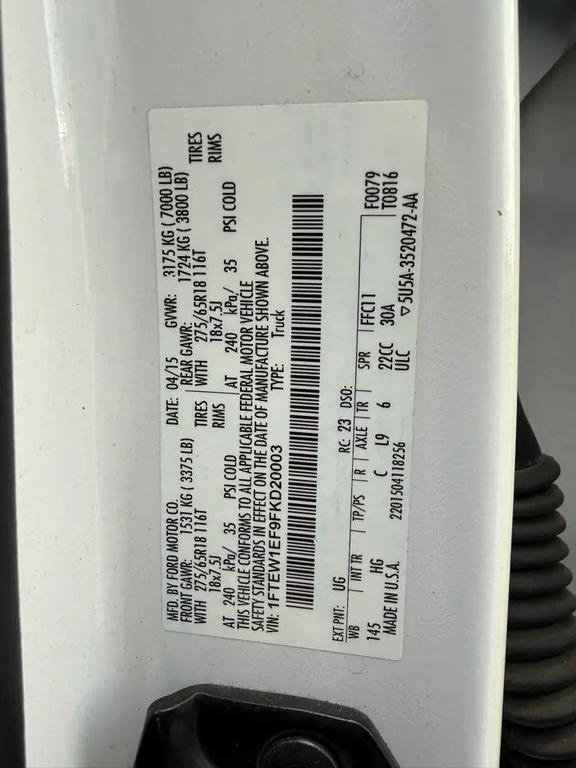 MFD. BY FORD MOTOR CO. DATE: 04/15 GVWR: 3175 KG ( 7000 LB)
FRONT GAWR: 1531 KG ( 3375 LB) REAR GAWR: 1724 KG ( 3800 LB)
WITH 275/65R18 116T TIRES WITH 275/65R18 116T TIRES
18x7.5J RIMS 18x7.5J RIMS
AT 240 kPa/ 35 PSI COLD AT 240 kPa/ 35 PSI COLD
THIS VEHICLE CONFORMS TO ALL APPLICABLE FEDERAL MOTOR VEHICLE
SAFETY STANDARDS IN EFFECT ON THE DATE OF MANUFACTURE SHOWN ABOVE.
VIN: 1FTEW1EF9FKD20003 TYPE: Truck
EXT PNT: UG RC: 23 DSO: F0079
WB INT TR TP/PS R AXLE TR SPR FFC11 T0816
145 HG C L9 6 22CC 30A
MADE IN U.S.A. 2201504118256 ULC ▽5U5A-3520472-AA